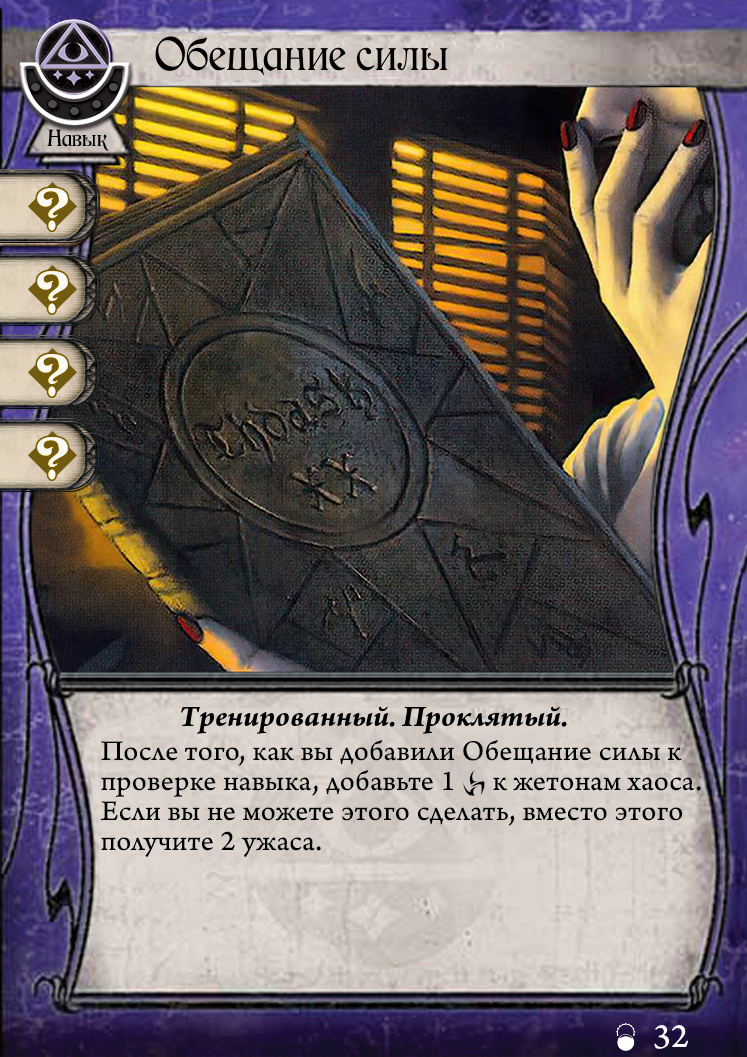 Обещание силы
Навык
?
?
?
?
XX
Тренированный. Проклятый.
После того, как вы добавили Обещание силы к
проверке навыка, добавьте 1 к жетонам хаоса.
Если вы не можете этого сделать, вместо этого
получите 2 ужаса.
32